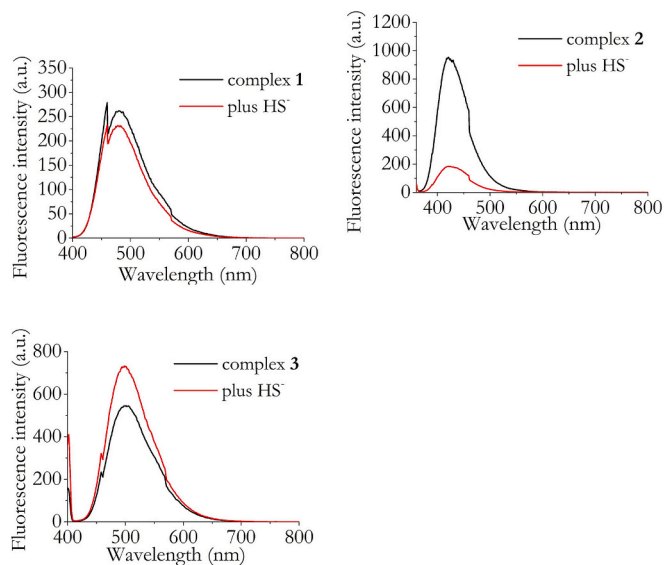 350
300
250
200
150
100
50
0
400 500 600 700 800
Wavelength (nm)
Fluorescence intensity (a.u.)
complex 1
plus HS⁻
1200
1000
800
600
400
200
0
400 500 600 700 800
Wavelength (nm)
Fluorescence intensity (a.u.)
complex 2
plus HS⁻
800
600
400
200
0
400 500 600 700 800
Wavelength (nm)
Fluorescence intensity (a.u.)
complex 3
plus HS⁻